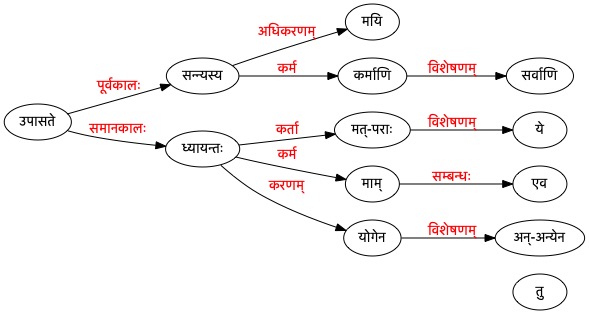 मयि
अधिकरणम्
सन्न्यस्य
कर्म
कर्माणि
विशेषणम्
सर्वाणि
पूर्वकालः
उपासते
समानकालः
ध्यायन्तः
कर्ता
मत्-पराः
विशेषणम्
ये
कर्म
माम्
सम्बन्धः
एव
करणम्
योगेन
विशेषणम्
अन्-अन्येन
तु